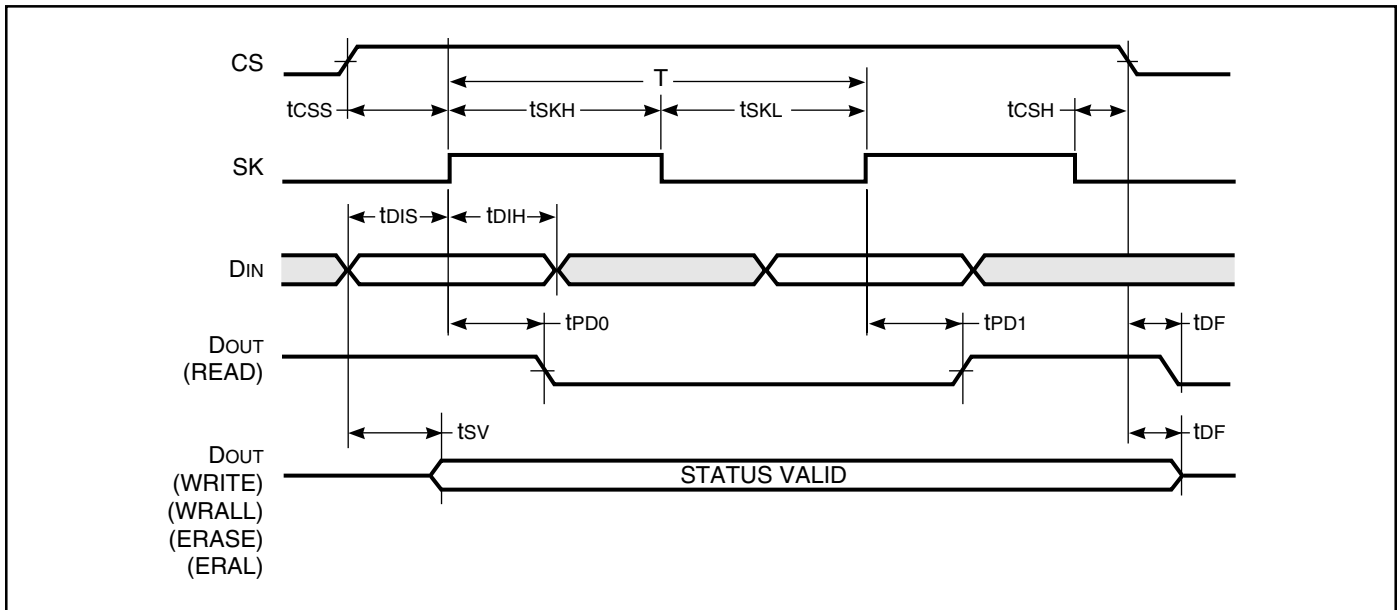 CS
T
tCSS
tSKH
tSKL
tCSH
SK
tDIS
tDIH
DIN
tPD0
tPD1
tDF
DOUT
(READ)
tSV
tDF
DOUT
(WRITE)
(WRALL)
(ERASE)
(ERAL)
STATUS VALID